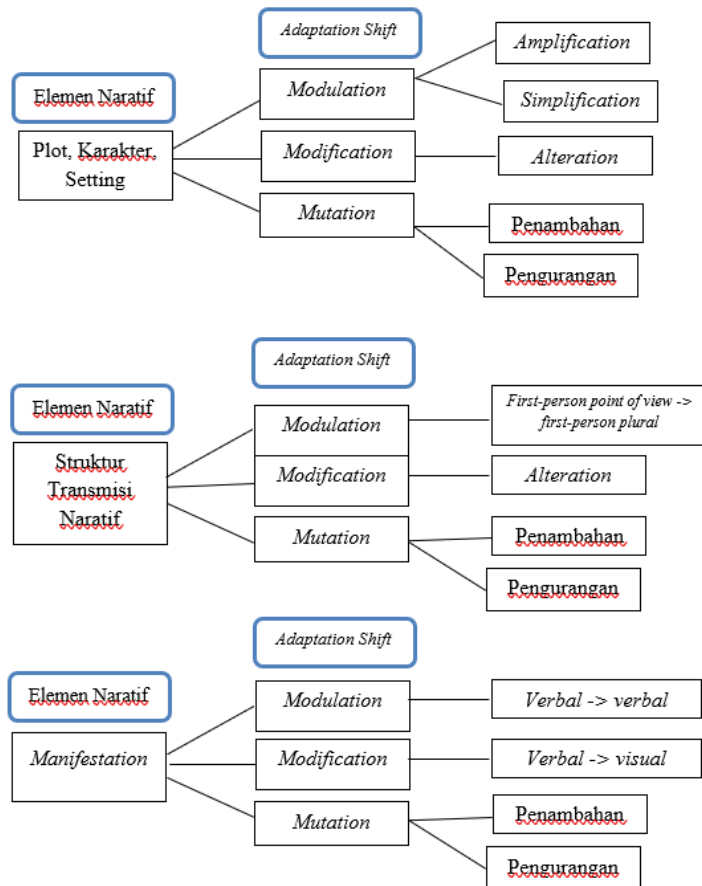 Adaptation Shift
Amplification
Elemen Naratif
Modulation
Simplification
Plot, Karakter,
Setting
Modification
Alteration
Mutation
Penambahan
Pengurangan
Adaptation Shift
Elemen Naratif
First-person point of view ->
first-person plural
Modulation
Struktur
Transmisi
Naratif
Modification
Alteration
Mutation
Penambahan
Pengurangan
Adaptation Shift
Elemen Naratif
Modulation
Verbal -> verbal
Manifestation
Modification
Verbal -> visual
Mutation
Penambahan
Pengurangan